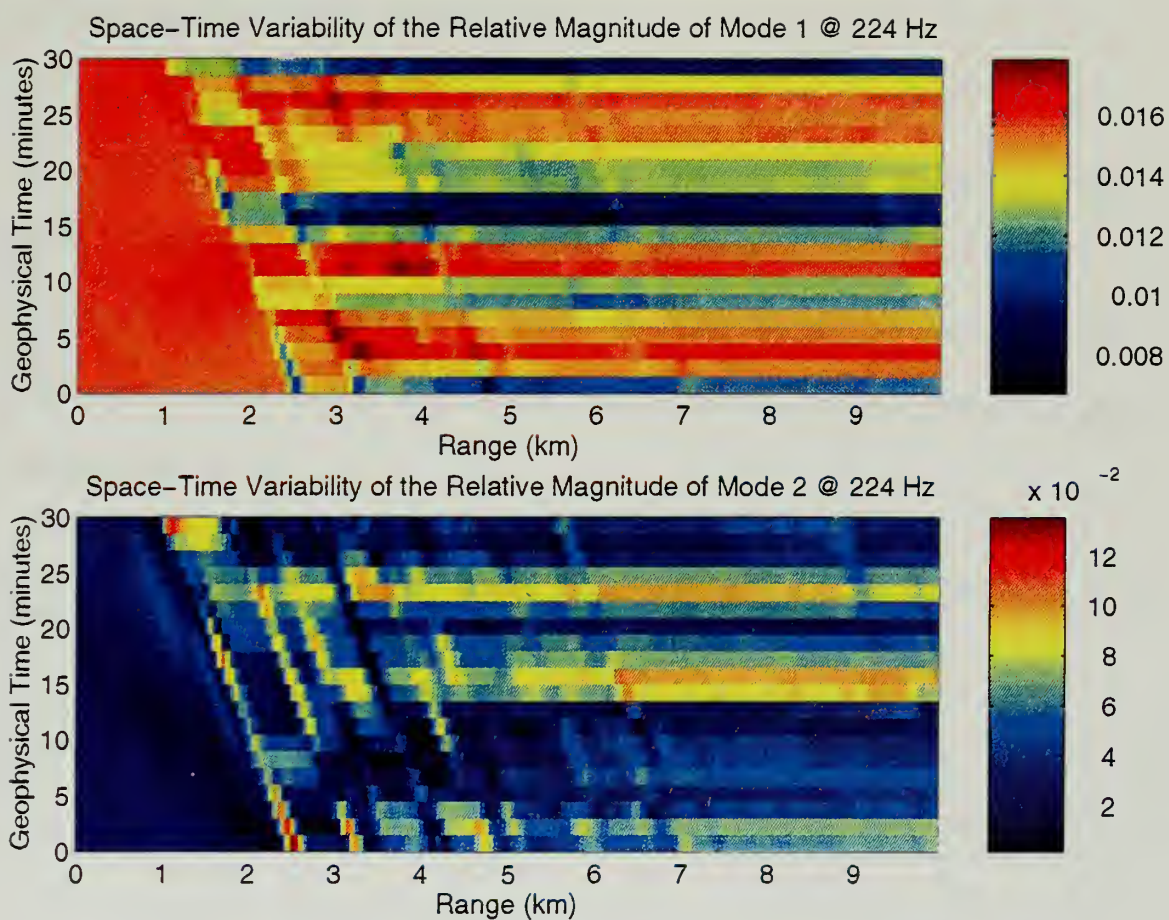 Space-Time Variability of the Relative Magnitude of Mode 1 @ 224 Hz
30
25
20
15
10
5
0
Geophysical Time (minutes)
0 1 2 3 4 5 6 7 8 9
Range (km)
0.016
0.014
0.012
0.01
0.008
Space-Time Variability of the Relative Magnitude of Mode 2 @ 224 Hz
x 10 -2
30
25
20
15
10
5
0
Geophysical Time (minutes)
0 1 2 3 4 5 6 7 8 9
Range (km)
12
10
8
6
4
2